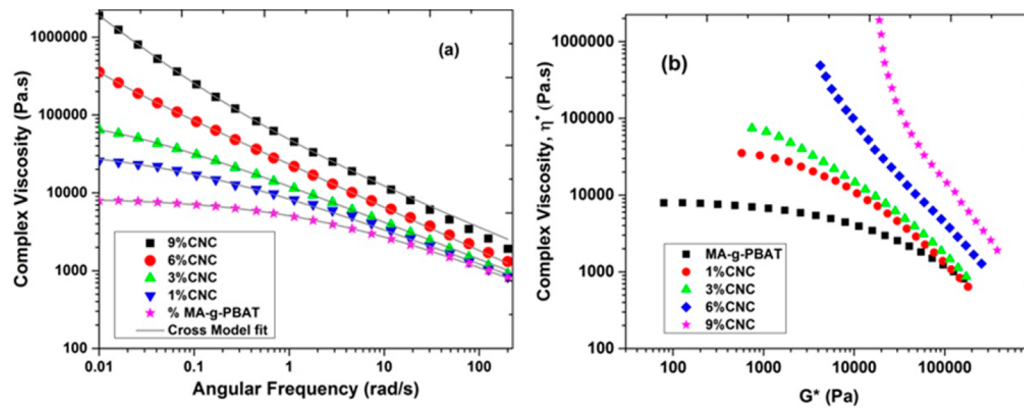 (a)
Complex Viscosity (Pa.s)
1000000
100000
10000
1000
100
9%CNC
6%CNC
3%CNC
1%CNC
% MA-g-PBAT
Cross Model fit
0.01 0.1 1 10 100
Angular Frequency (rad/s)
(b)
Complex Viscosity, η* (Pa.s)
1000000
100000
10000
1000
100
MA-g-PBAT
1%CNC
3%CNC
6%CNC
9%CNC
100 1000 10000 100000
G* (Pa)